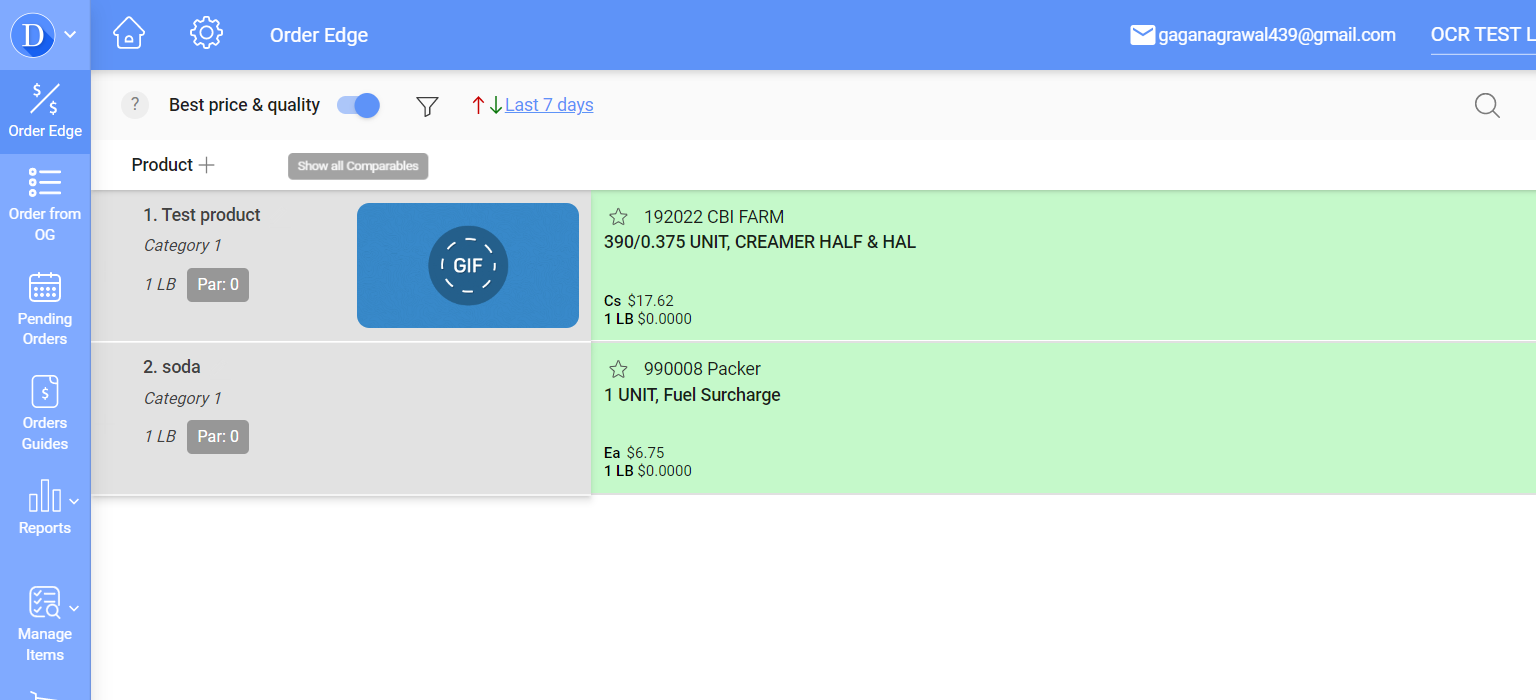 D
Order Edge
gaganagrawal439@gmail.com
OCR TEST L
$
$
Order Edge
Order from
OG
Pending
Orders
$
Orders
Guides
Reports
Manage
Items
?
Best price & quality
Last 7 days
Product
Show all Comparables
1. Test product
Category 1
1 LB
Par: 0
GIF
192022 CBI FARM
390/0.375 UNIT, CREAMER HALF & HAL
Cs $17.62
1 LB $0.0000
2. soda
Category 1
1 LB
Par: 0
990008 Packer
1 UNIT, Fuel Surcharge
Ea $6.75
1 LB $0.0000